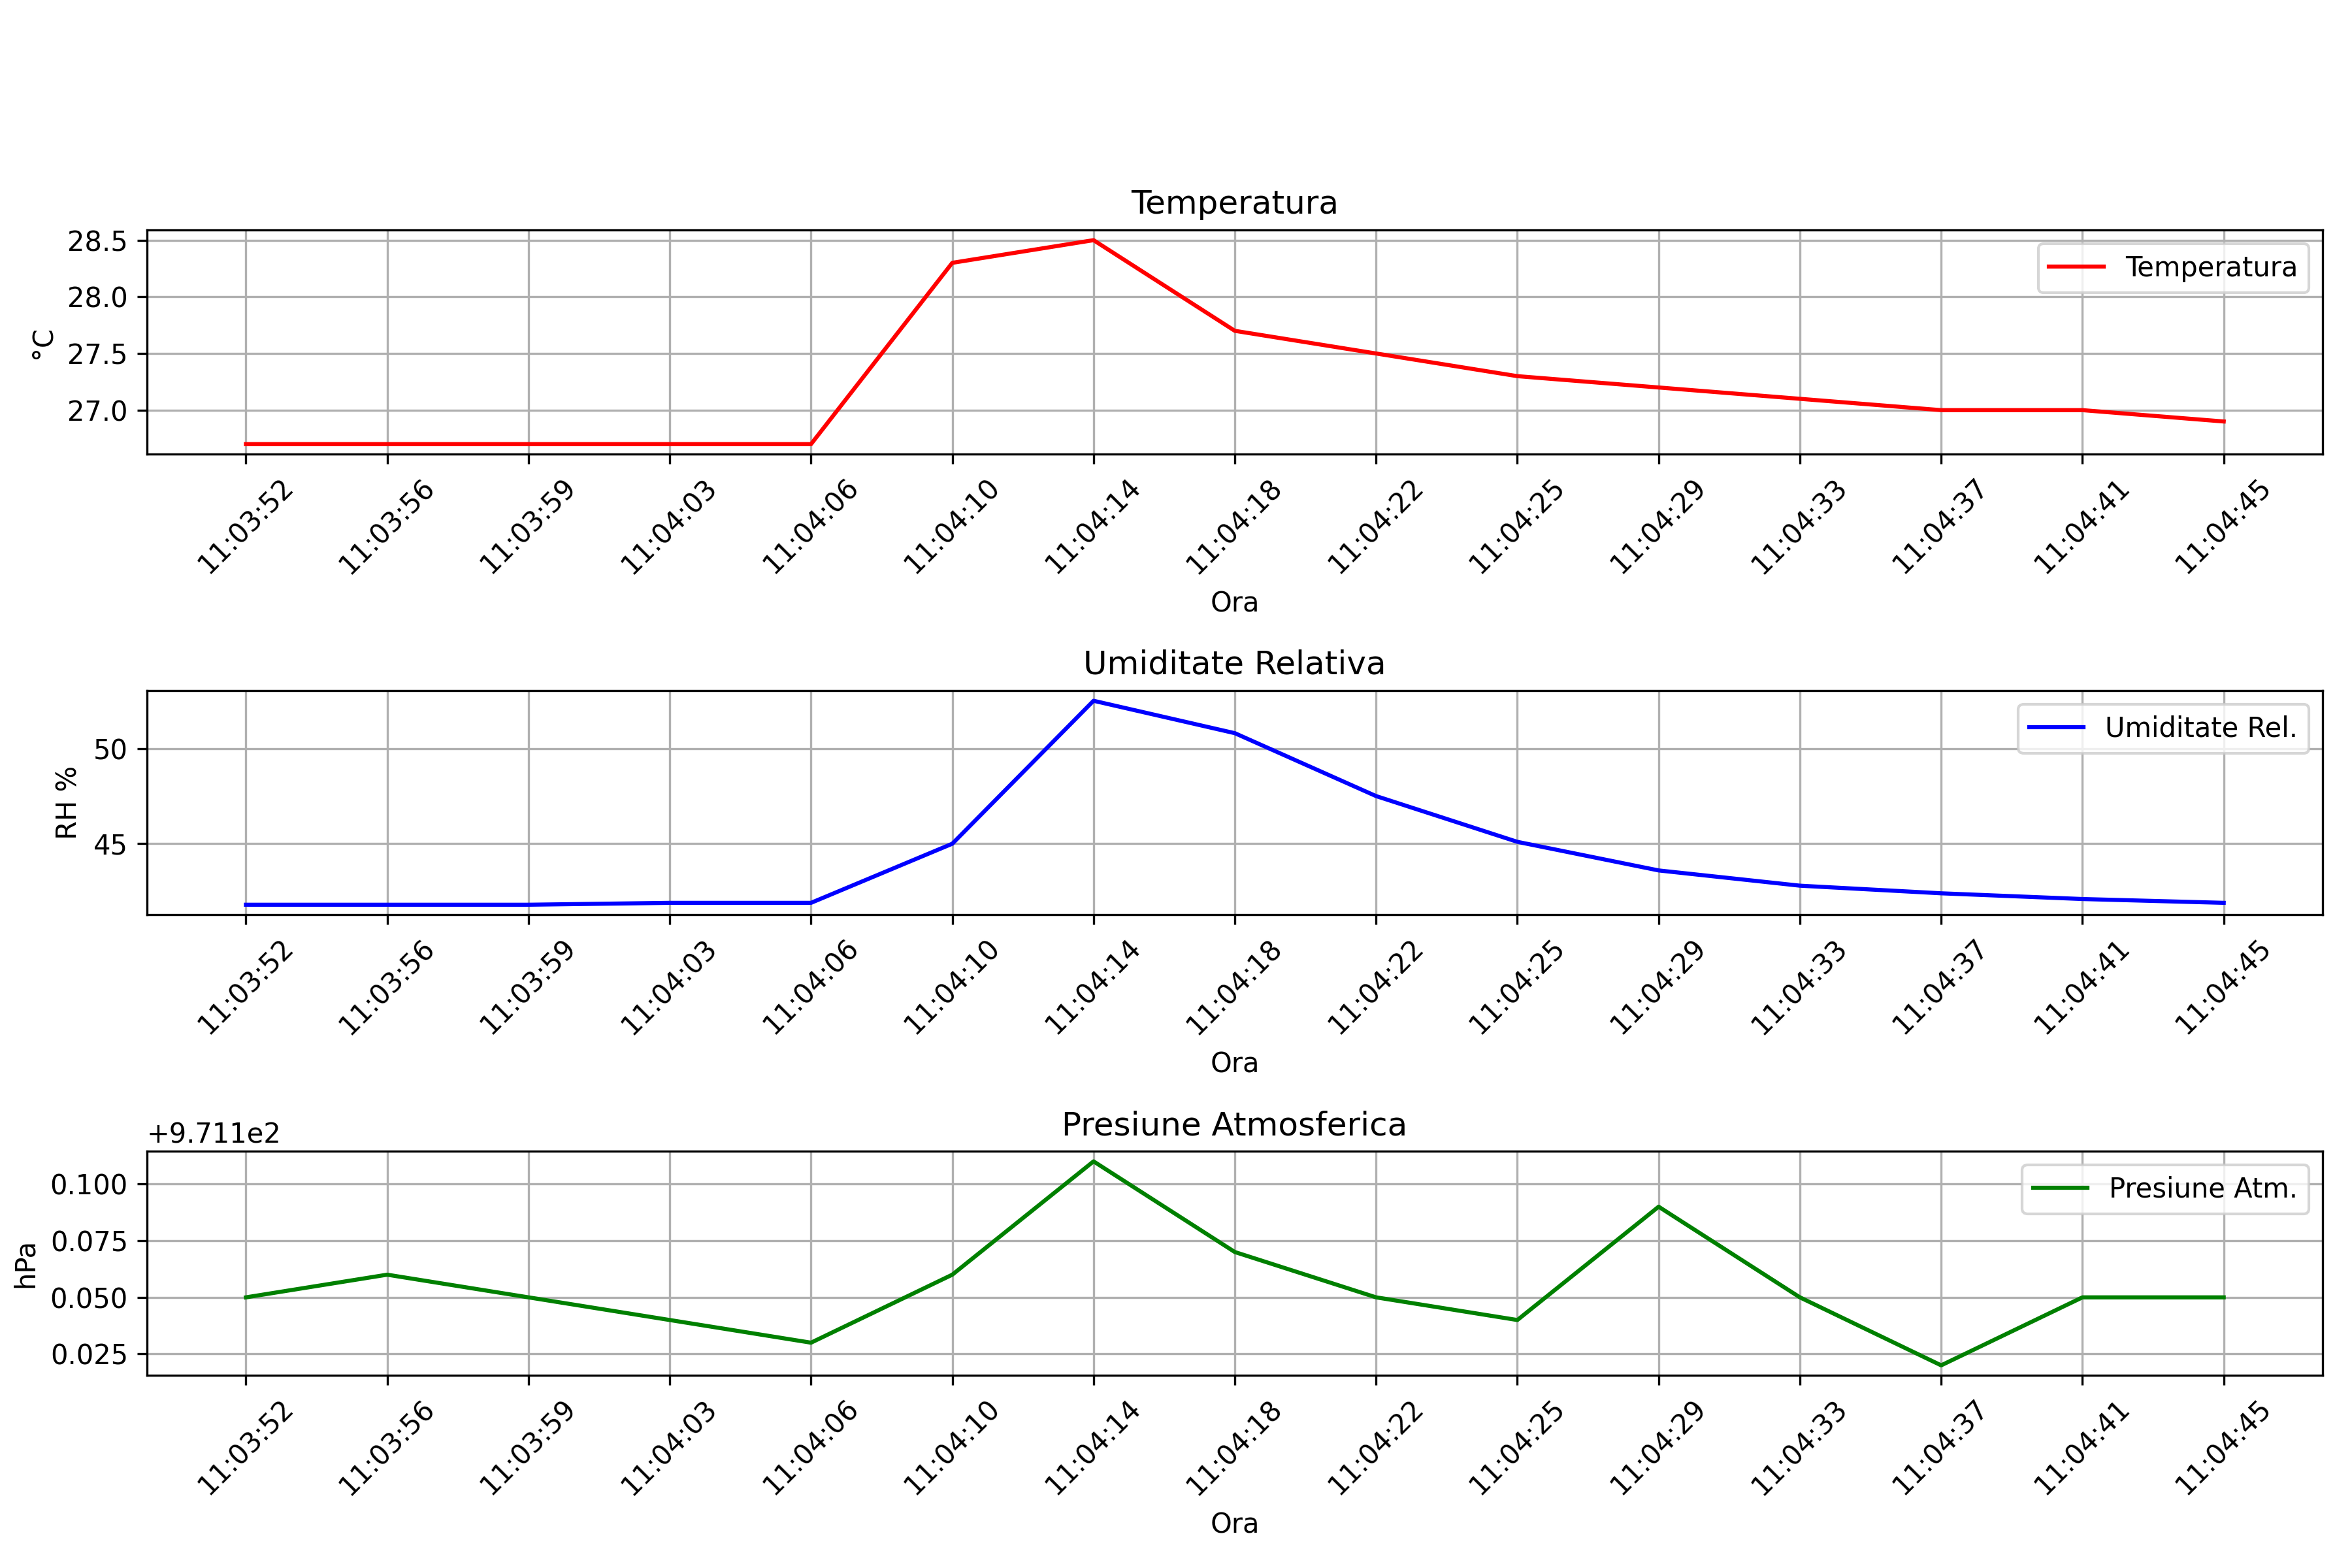 Temperatura
28.5
28.0
27.5
27.0
°C
Temperatura
11:03:52 11:03:56 11:03:59 11:04:03 11:04:06 11:04:10 11:04:14 11:04:18 11:04:22 11:04:25 11:04:29 11:04:33 11:04:37 11:04:41 11:04:45
Ora
Umiditate Relativa
50
45
RH %
Umiditate Rel.
11:03:52 11:03:56 11:03:59 11:04:03 11:04:06 11:04:10 11:04:14 11:04:18 11:04:22 11:04:25 11:04:29 11:04:33 11:04:37 11:04:41 11:04:45
Ora
Presiune Atmosferica
+9.711e2
0.100
0.075
0.050
0.025
hPa
Presiune Atm.
11:03:52 11:03:56 11:03:59 11:04:03 11:04:06 11:04:10 11:04:14 11:04:18 11:04:22 11:04:25 11:04:29 11:04:33 11:04:37 11:04:41 11:04:45
Ora